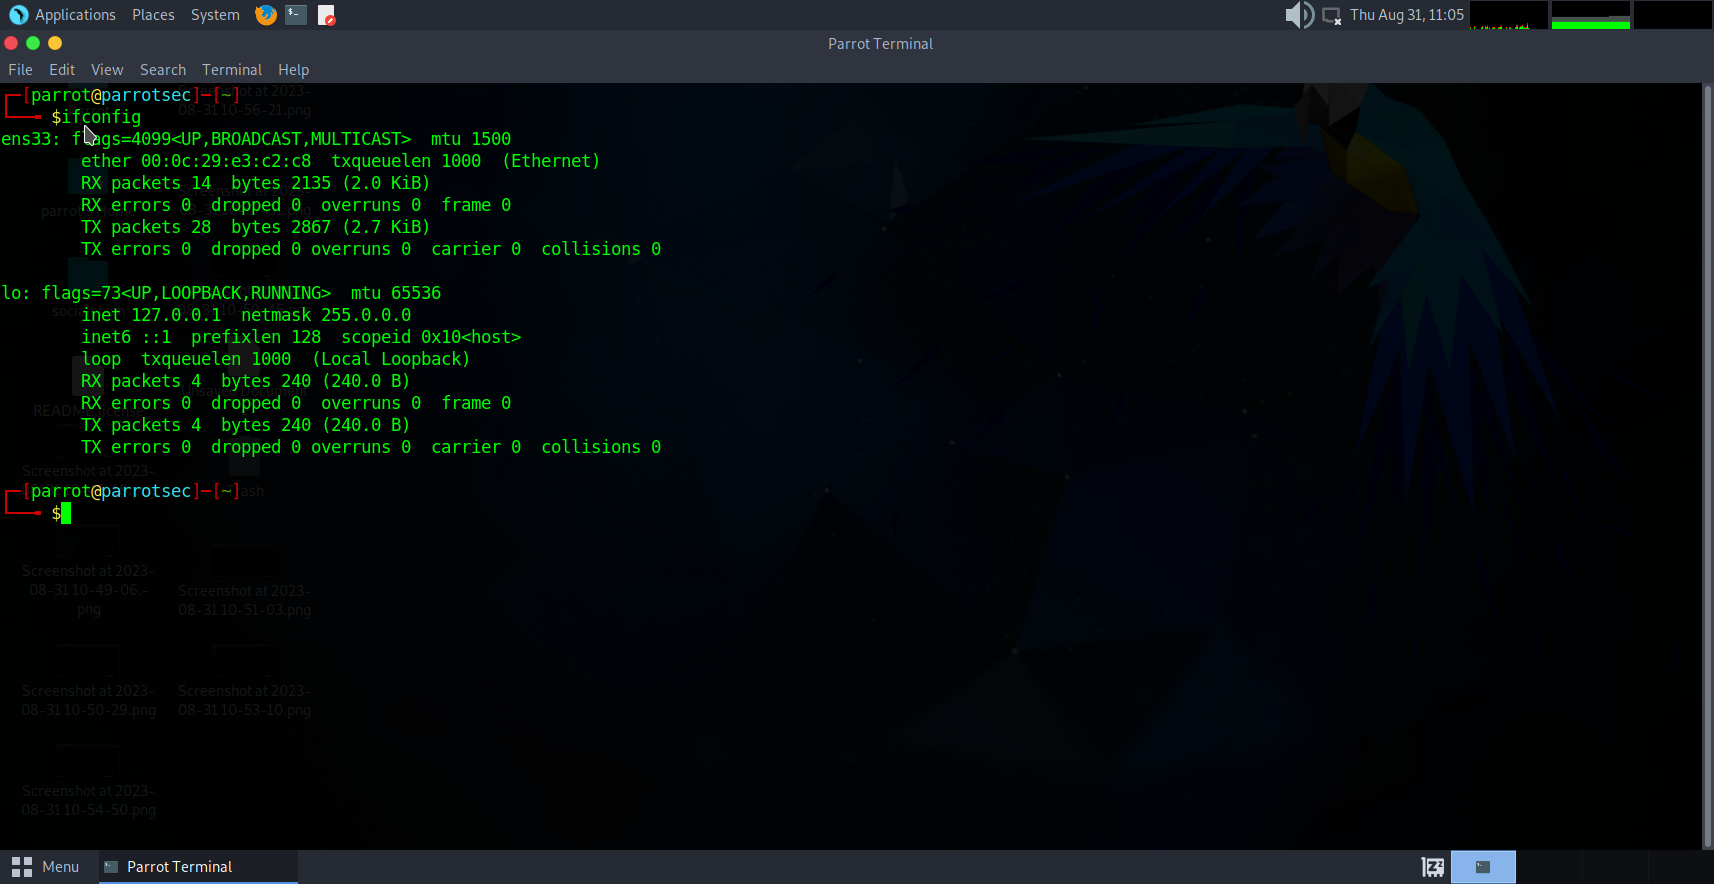 Applications Places System Thu Aug 31, 11:05
Parrot Terminal
File Edit View Search Terminal Help
[parrot@parrotsec]─[~]
$ifconfig
ens33: flags=4099<UP,BROADCAST,MULTICAST>  mtu 1500
ether 00:0c:29:e3:c2:c8  txqueuelen 1000  (Ethernet)
RX packets 14  bytes 2135 (2.0 KiB)
RX errors 0  dropped 0  overruns 0  frame 0
TX packets 28  bytes 2867 (2.7 KiB)
TX errors 0  dropped 0 overruns 0  carrier 0  collisions 0
lo: flags=73<UP,LOOPBACK,RUNNING>  mtu 65536
inet 127.0.0.1  netmask 255.0.0.0
inet6 ::1  prefixlen 128  scopeid 0x10<host>
loop  txqueuelen 1000  (Local Loopback)
RX packets 4  bytes 240 (240.0 B)
RX errors 0  dropped 0  overruns 0  frame 0
TX packets 4  bytes 240 (240.0 B)
TX errors 0  dropped 0 overruns 0  carrier 0  collisions 0
[parrot@parrotsec]─[~]
$
Screenshot at 2023-
08-31 10-49-06.-
png
Screenshot at 2023-
08-31 10-51-03.png
Screenshot at 2023-
08-31 10-50-29.png
Screenshot at 2023-
08-31 10-53-10.png
Screenshot at 2023-
08-31 10-54-50.png
Menu Parrot Terminal